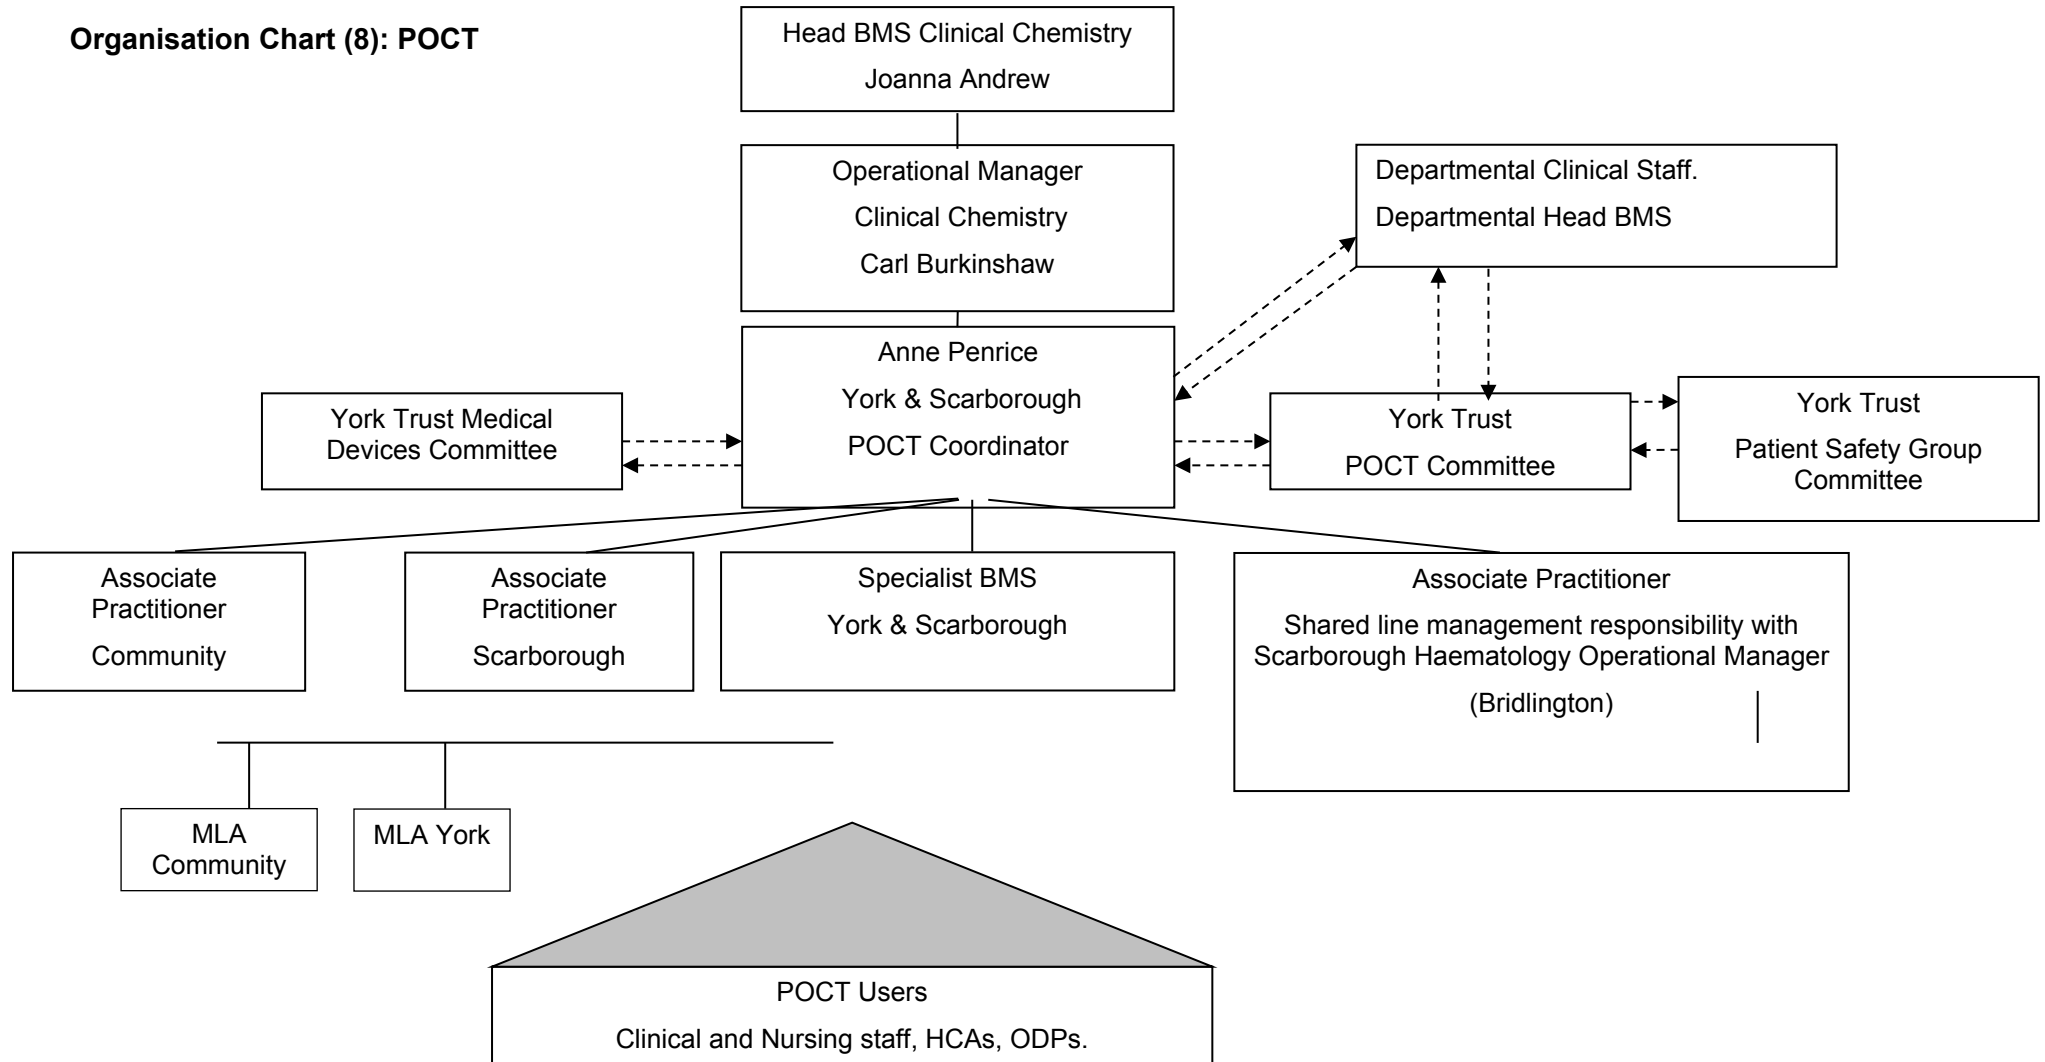 Organisation Chart (8): POCT
Head BMS Clinical Chemistry
Joanna Andrew
Operational Manager
Clinical Chemistry
Carl Burkinshaw
Departmental Clinical Staff.
Departmental Head BMS
Anne Penrice
York & Scarborough
POCT Coordinator
York Trust Medical
Devices Committee
York Trust
POCT Committee
York Trust
Patient Safety Group
Committee
Associate
Practitioner
Community
Associate
Practitioner
Scarborough
Specialist BMS
York & Scarborough
Associate Practitioner
Shared line management responsibility with
Scarborough Haematology Operational Manager
(Bridlington)
MLA
Community
MLA York
POCT Users
Clinical and Nursing staff, HCAs, ODPs.